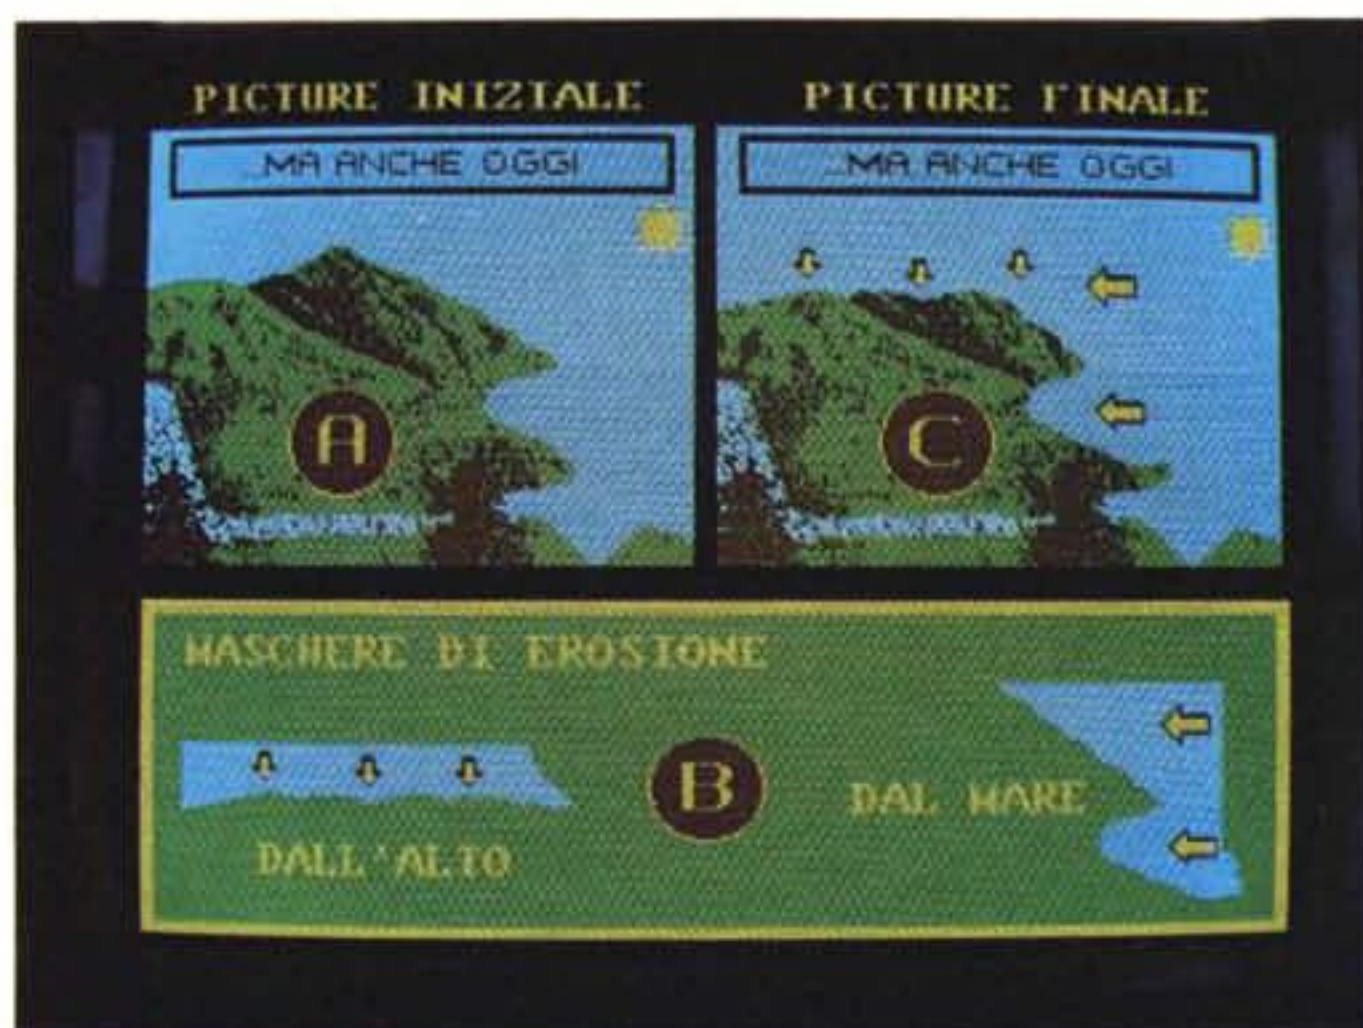 PICTURE INIZIALE
PICTURE FINALE
...MA ANCHE OGGI
...MA ANCHE OGGI
A
C
MASCHERE DI EROSIONE
B
DAL MARE
DALL'ALTO